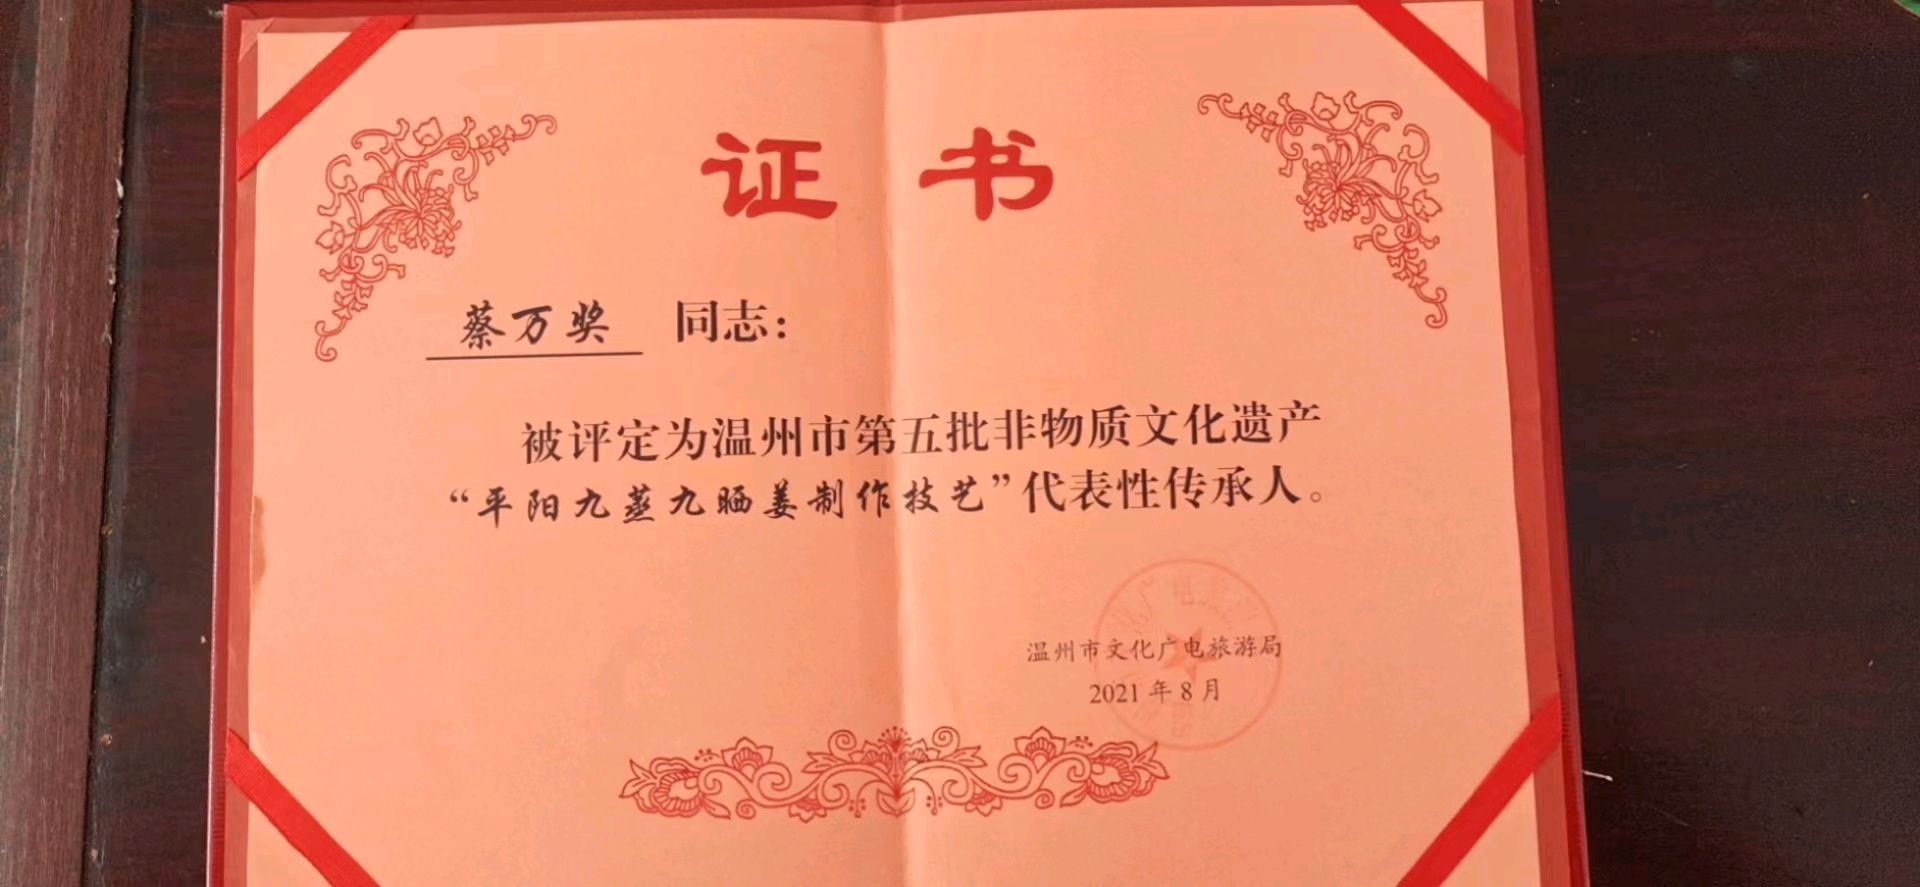 证书
蔡万奖 同志：
被评定为温州市第五批非物质文化遗产
“平阳九蒸九晒姜制作技艺”代表性传承人。
温州市文化广电旅游局
2021年8月